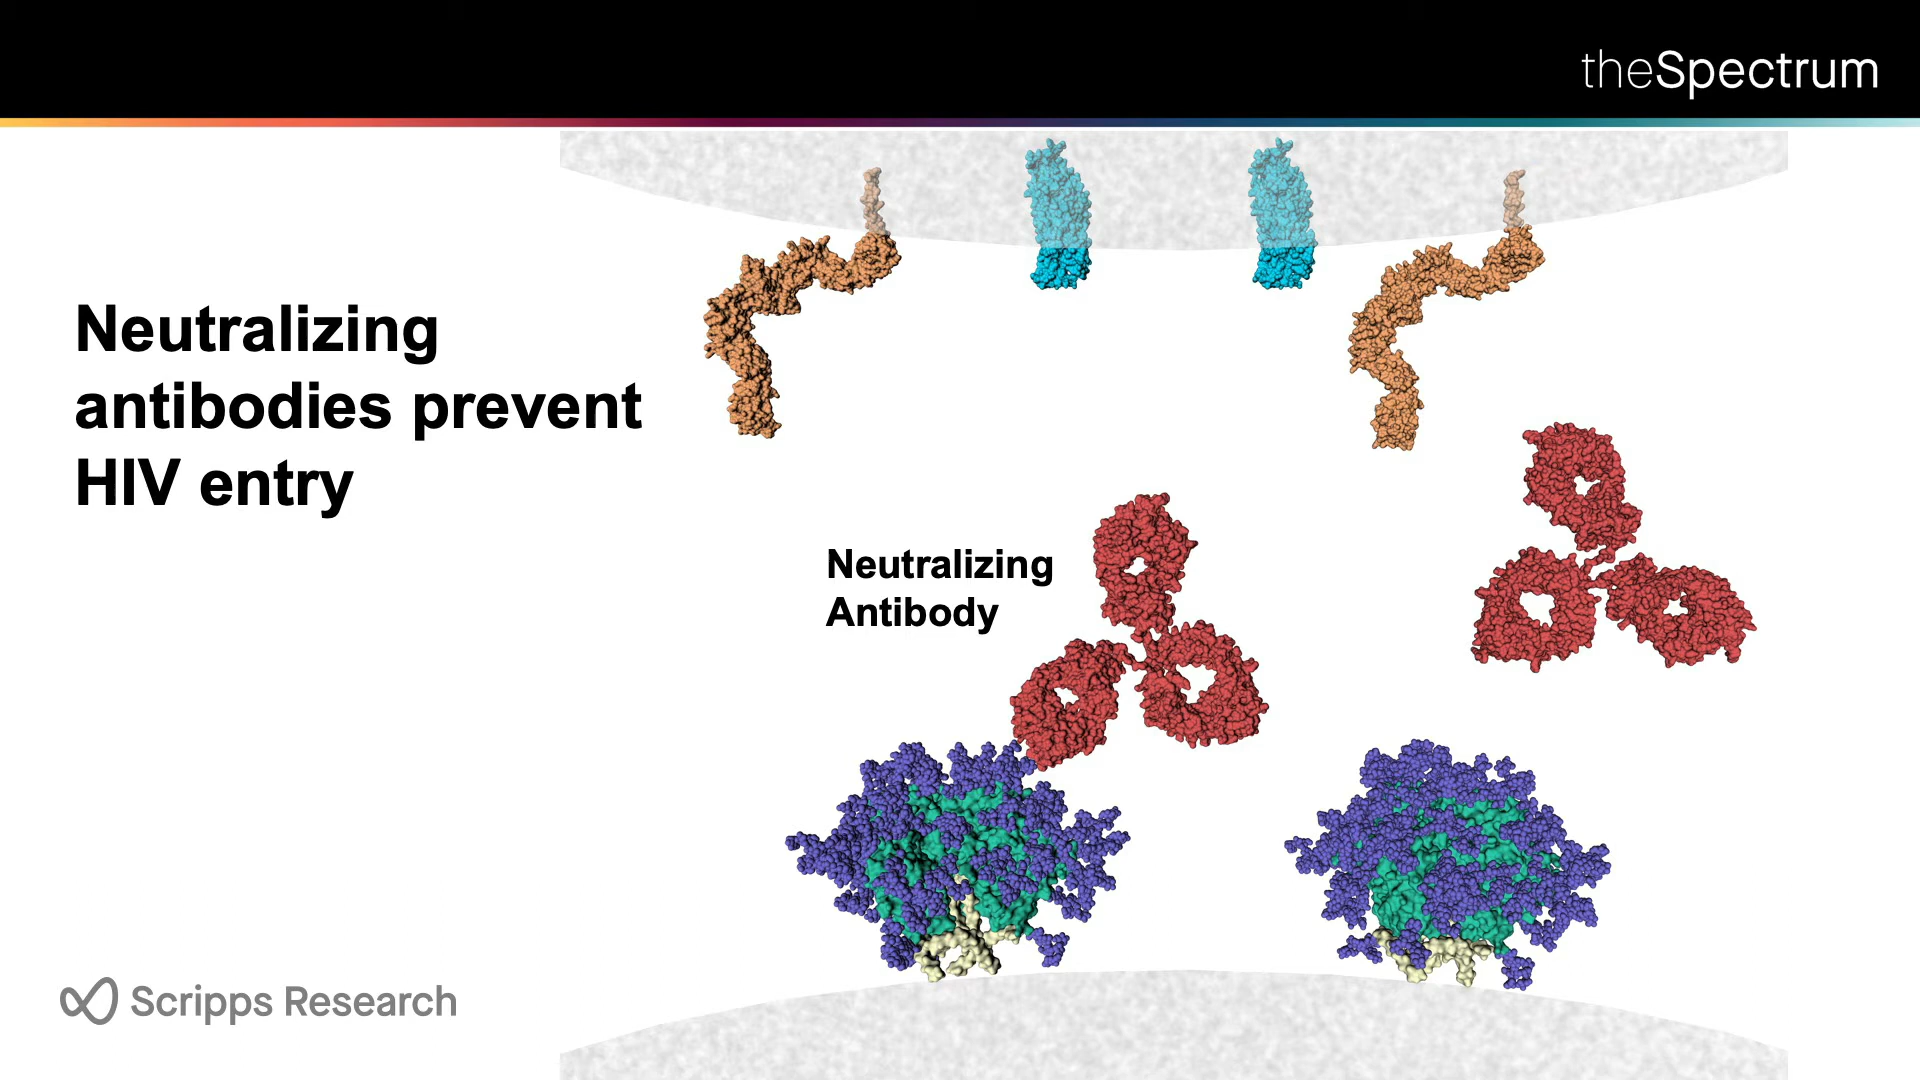 theSpectrum
Neutralizing
antibodies prevent
HIV entry
Neutralizing
Antibody
Scripps Research